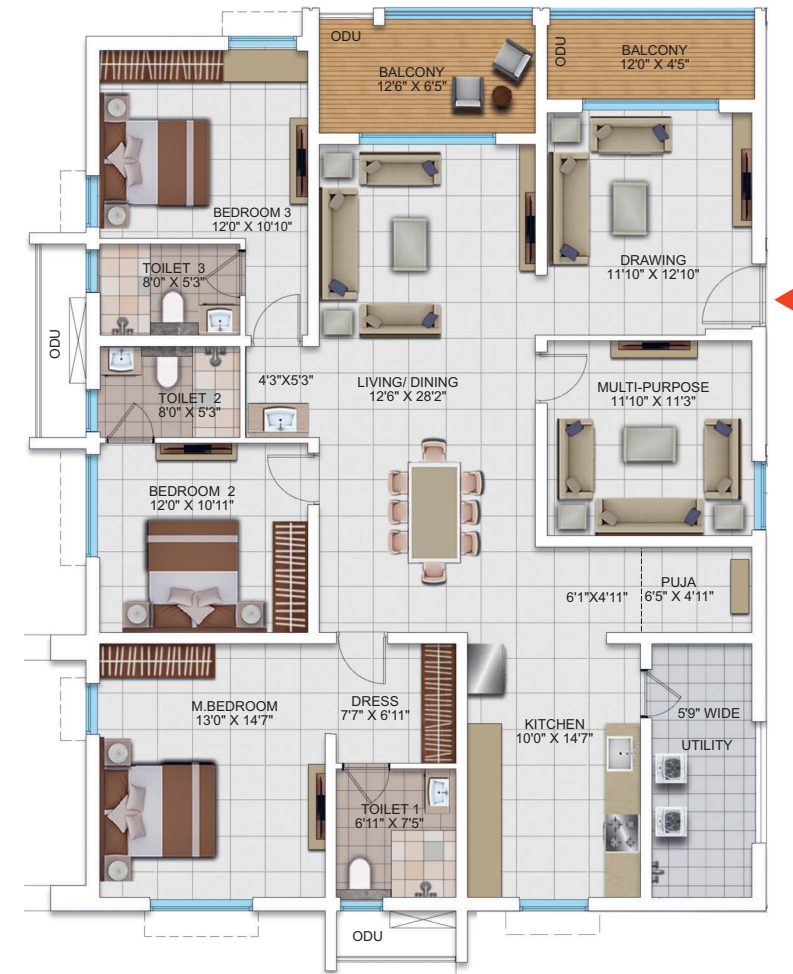 ODU
BALCONY
12'6" X 6'5"
ODU
BALCONY
12'0" X 4'5"
BEDROOM 3
12'0" X 10'10"
DRAWING
11'10" X 12'10"
TOILET 3
8'0" X 5'3"
ODU
4'3"X5'3"
LIVING/ DINING
12'6" X 28'2"
MULTI-PURPOSE
11'10" X 11'3"
TOILET 2
8'0" X 5'3"
BEDROOM 2
12'0" X 10'11"
6'1"X4'11"
PUJA
6'5" X 4'11"
M.BEDROOM
13'0" X 14'7"
DRESS
7'7" X 6'11"
KITCHEN
10'0" X 14'7"
5'9" WIDE
UTILITY
TOILET 1
6'11" X 7'5"
ODU